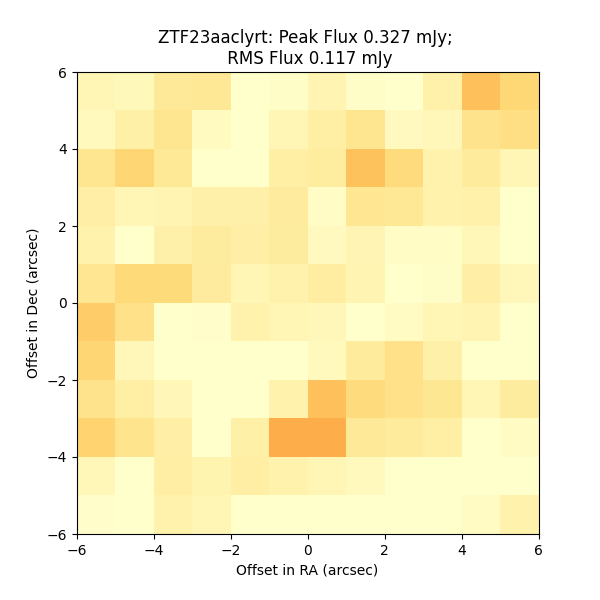 ZTF23aaclyrt: Peak Flux 0.327 mJy;
RMS Flux 0.117 mJy
6
4
2
0
−2
−4
−6
Offset in Dec (arcsec)
−6 −4 −2 0 2 4 6
Offset in RA (arcsec)